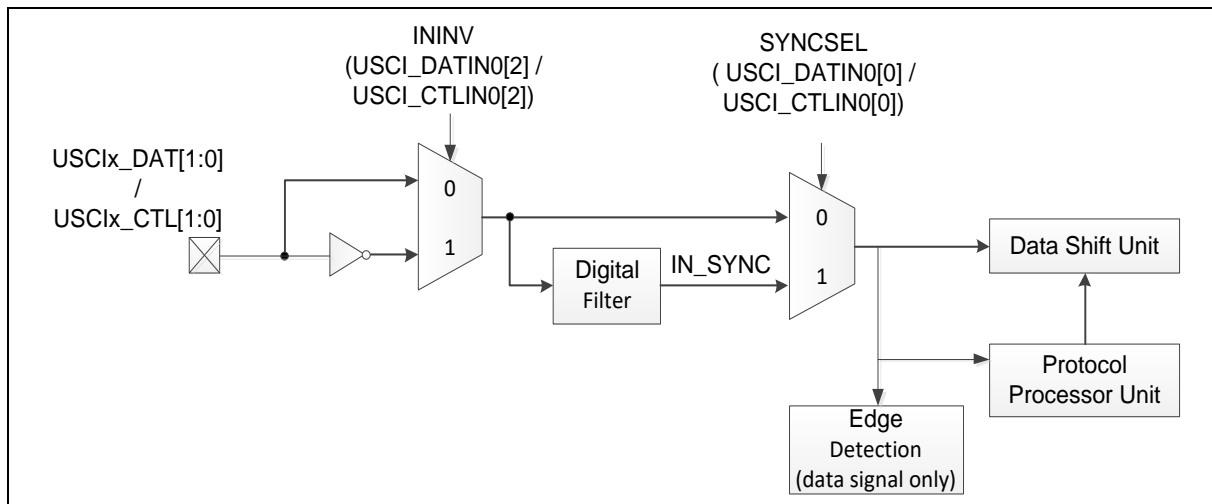 ININV
(USCI_DATIN0[2] /
USCI_CTLIN0[2])
SYNCSEL
( USCI_DATIN0[0] /
USCI_CTLIN0[0])
USCIx_DAT[1:0]
/
USCIx_CTL[1:0]
0
1
Digital
Filter
IN_SYNC
0
1
Data Shift Unit
Protocol
Processor Unit
Edge
Detection
(data signal only)